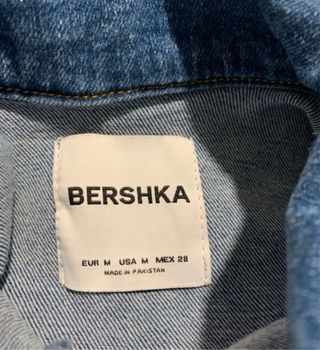 BERSHKA
EUR M USA M MEX 28
MADE IN PAKISTAN